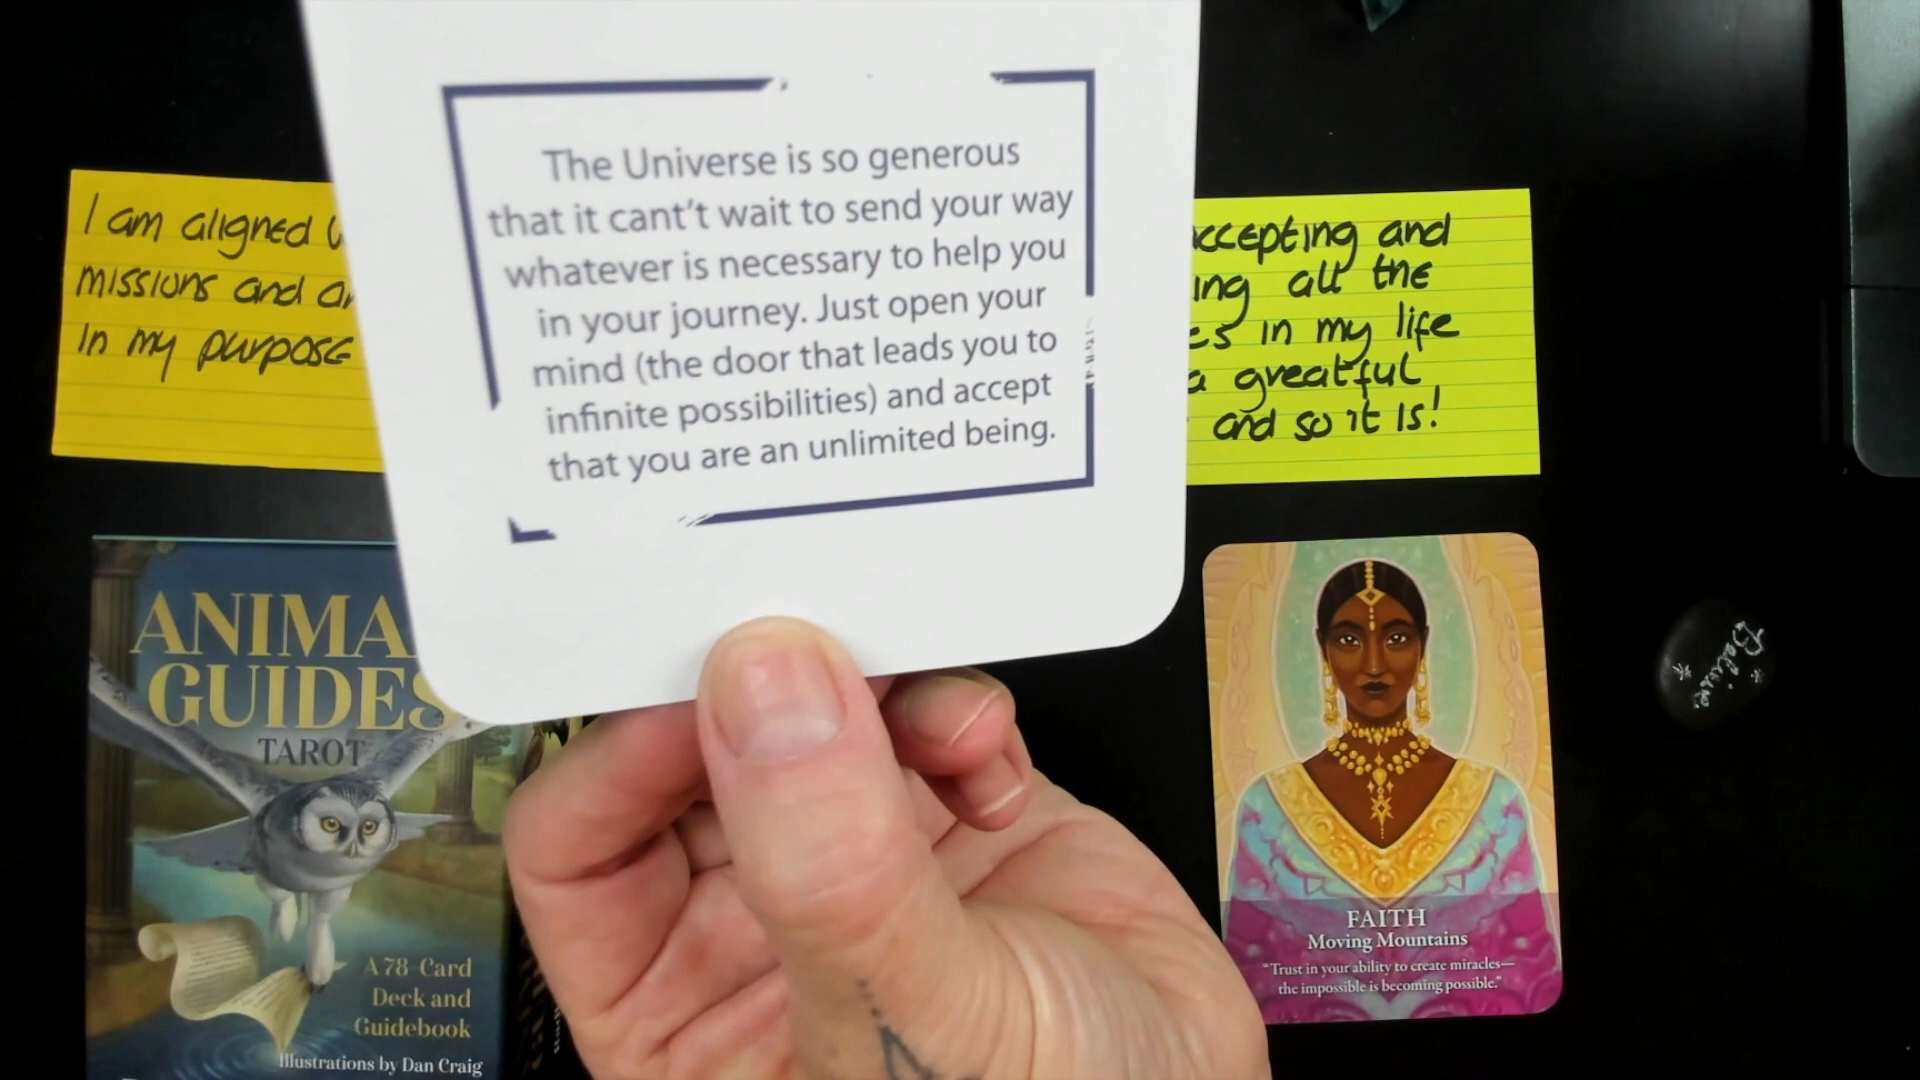 The Universe is so generous
that it cant't wait to send your way
whatever is necessary to help you
in your journey. Just open your
mind (the door that leads you to
infinite possibilities) and accept
that you are an unlimited being.
I am aligned
missions and
in my purpose
accepting and
all the
in my life
a greatful
and so it is!
ANIMA
GUIDES
TAROT
A 78-Card
Deck and
Guidebook
Illustrations by Dan Craig
FAITH
Moving Mountains
"Trust in your ability to create miracles—
the impossible is becoming possible."
Believe